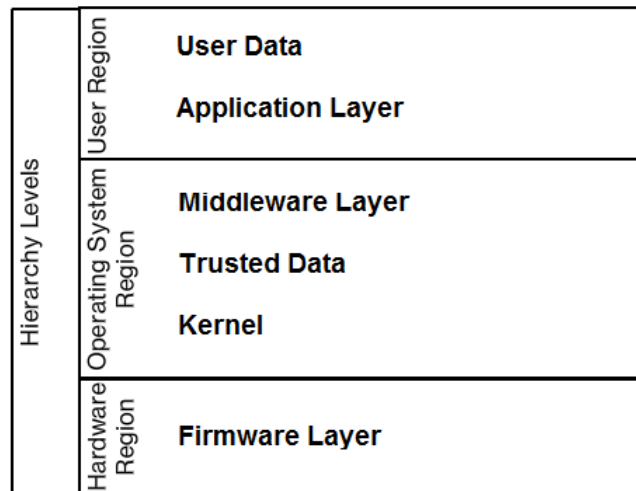 Hierarchy Levels
User Region
User Data
Application Layer
Operating System
Region
Middleware Layer
Trusted Data
Kernel
Hardware
Region
Firmware Layer